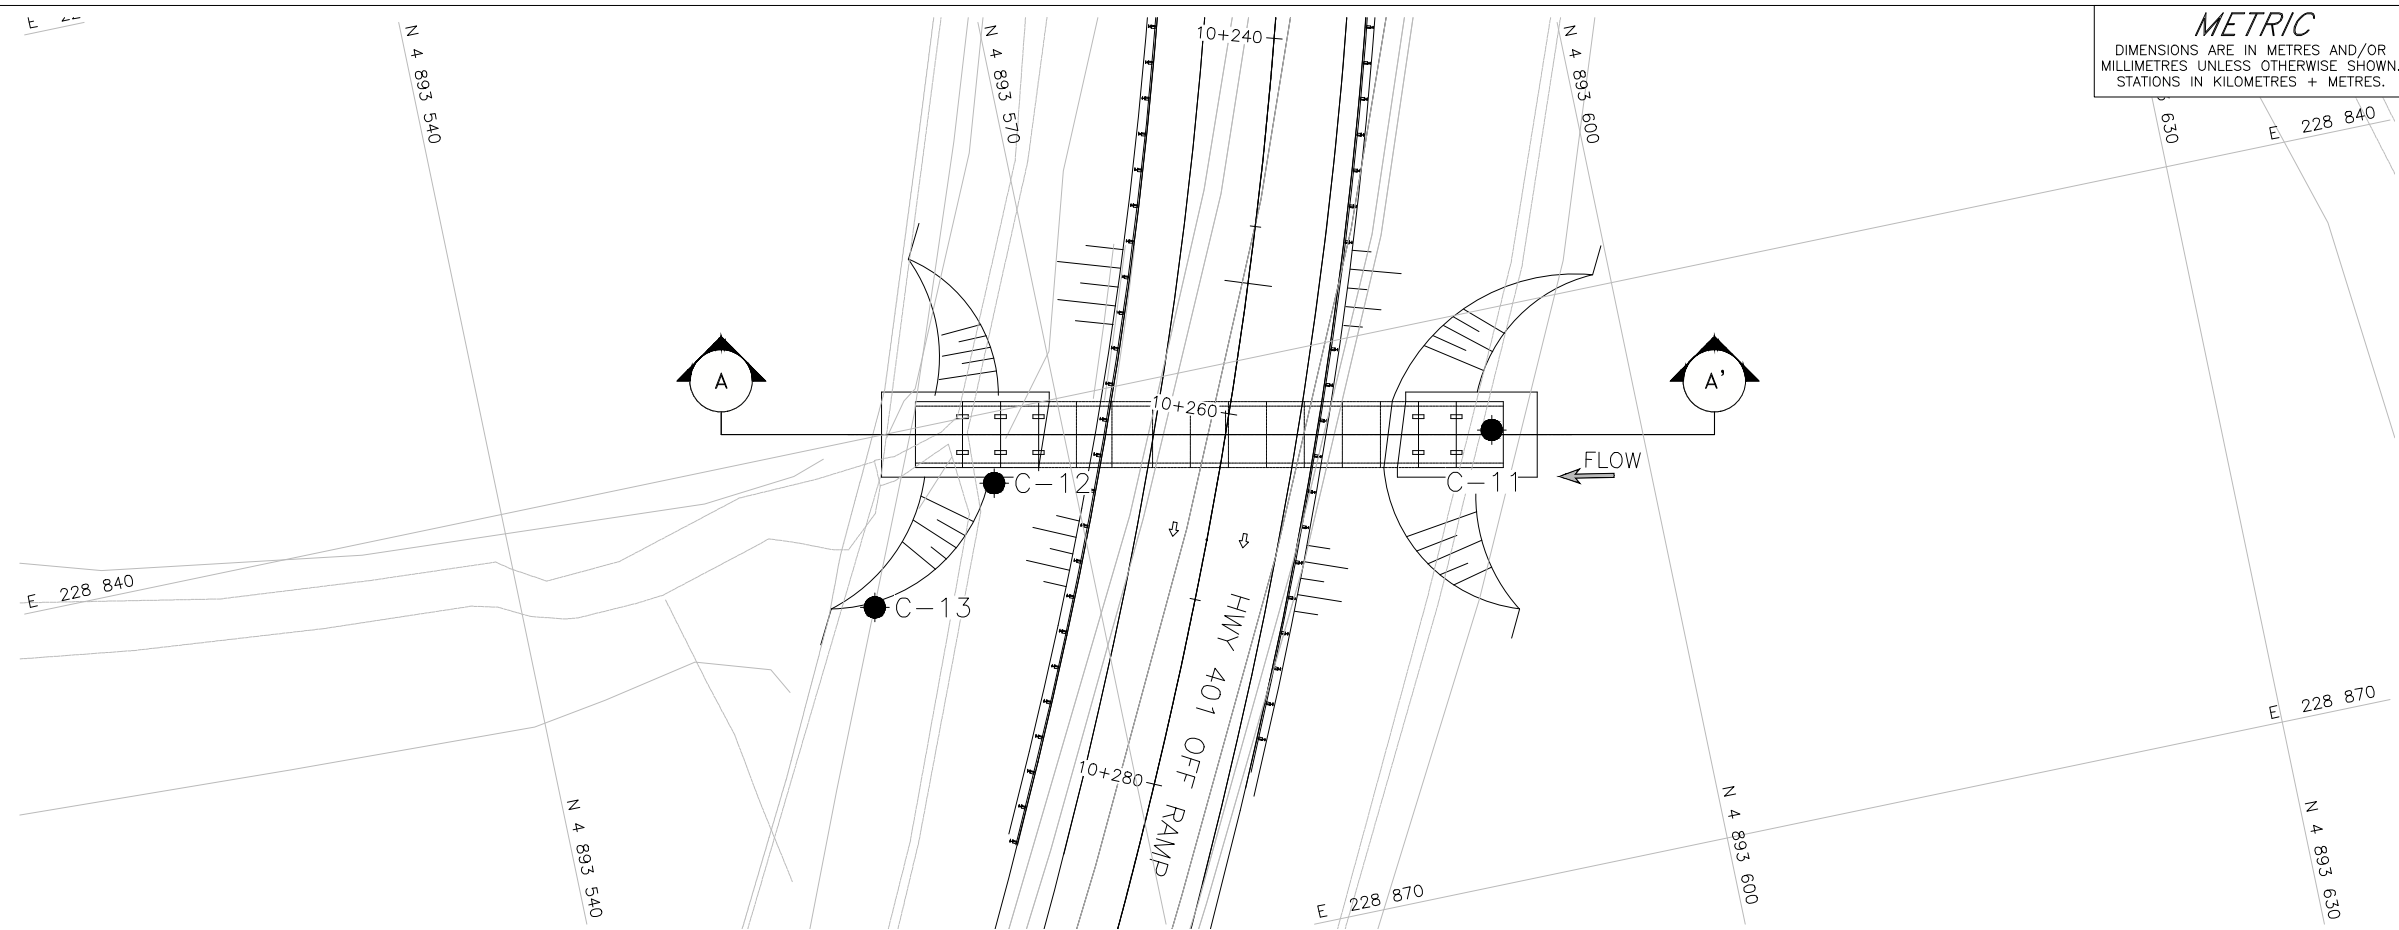 METRIC
DIMENSIONS ARE IN METRES AND/OR
MILLIMETRES UNLESS OTHERWISE SHOWN.
STATIONS IN KILOMETRES + METRES.
E
N 4 893 540
N 4 893 570
10+240
N 4 893 600
630
E 228 840
A
A'
10+260
FLOW
C-12
C-11
E 228 840
C-13
HWY 401 OFF RAMP
E 228 870
10+280
N 4 893 540
N 4 893 600
N 4 893 630
E 228 870